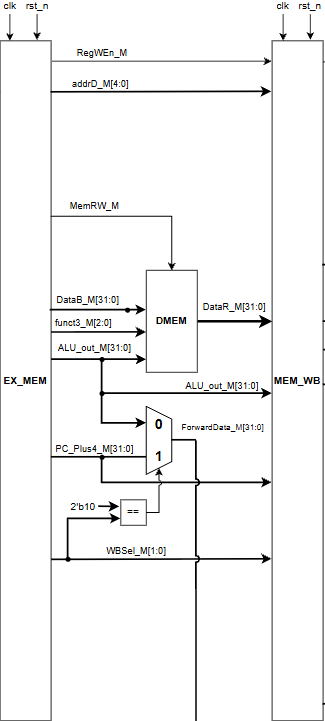 clk rst_n clk rst_n
RegWEn_M
addrD_M[4:0]
MemRW_M
DataB_M[31:0]
DataR_M[31:0]
DMEM
funct3_M[2:0]
ALU_out_M[31:0]
EX_MEM
MEM_WB
ALU_out_M[31:0]
0
ForwardData_M[31:0]
PC_Plus4_M[31:0]
1
2'b10
==
WBSel_M[1:0]